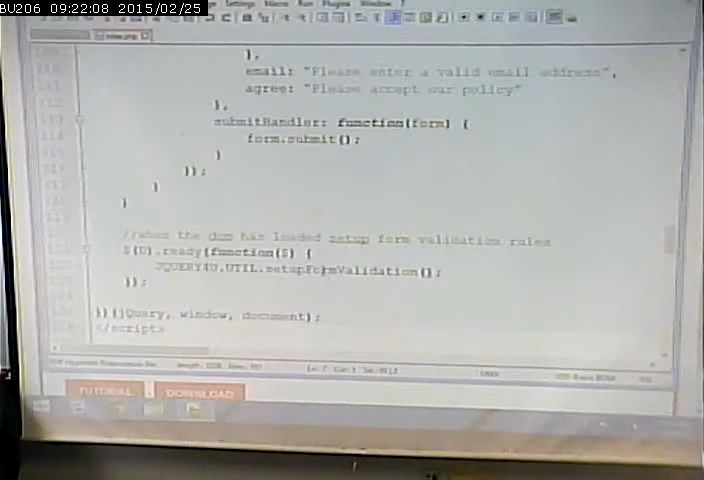 BU206 09:22:08 2015/02/25
Settings Macro Run Plugins Window ?
index.php
},
email: "Please enter a valid email address",
agree: "Please accept our policy"
},
submitHandler: function(form) {
form.submit();
}
});
}
}
//when the dom has loaded setup form validation rules
$(D).ready(function($) {
JQUERY4U.UTIL.setupFormValidation();
});
})(jQuery, window, document);
</script>
TUTORIAL DOWNLOAD